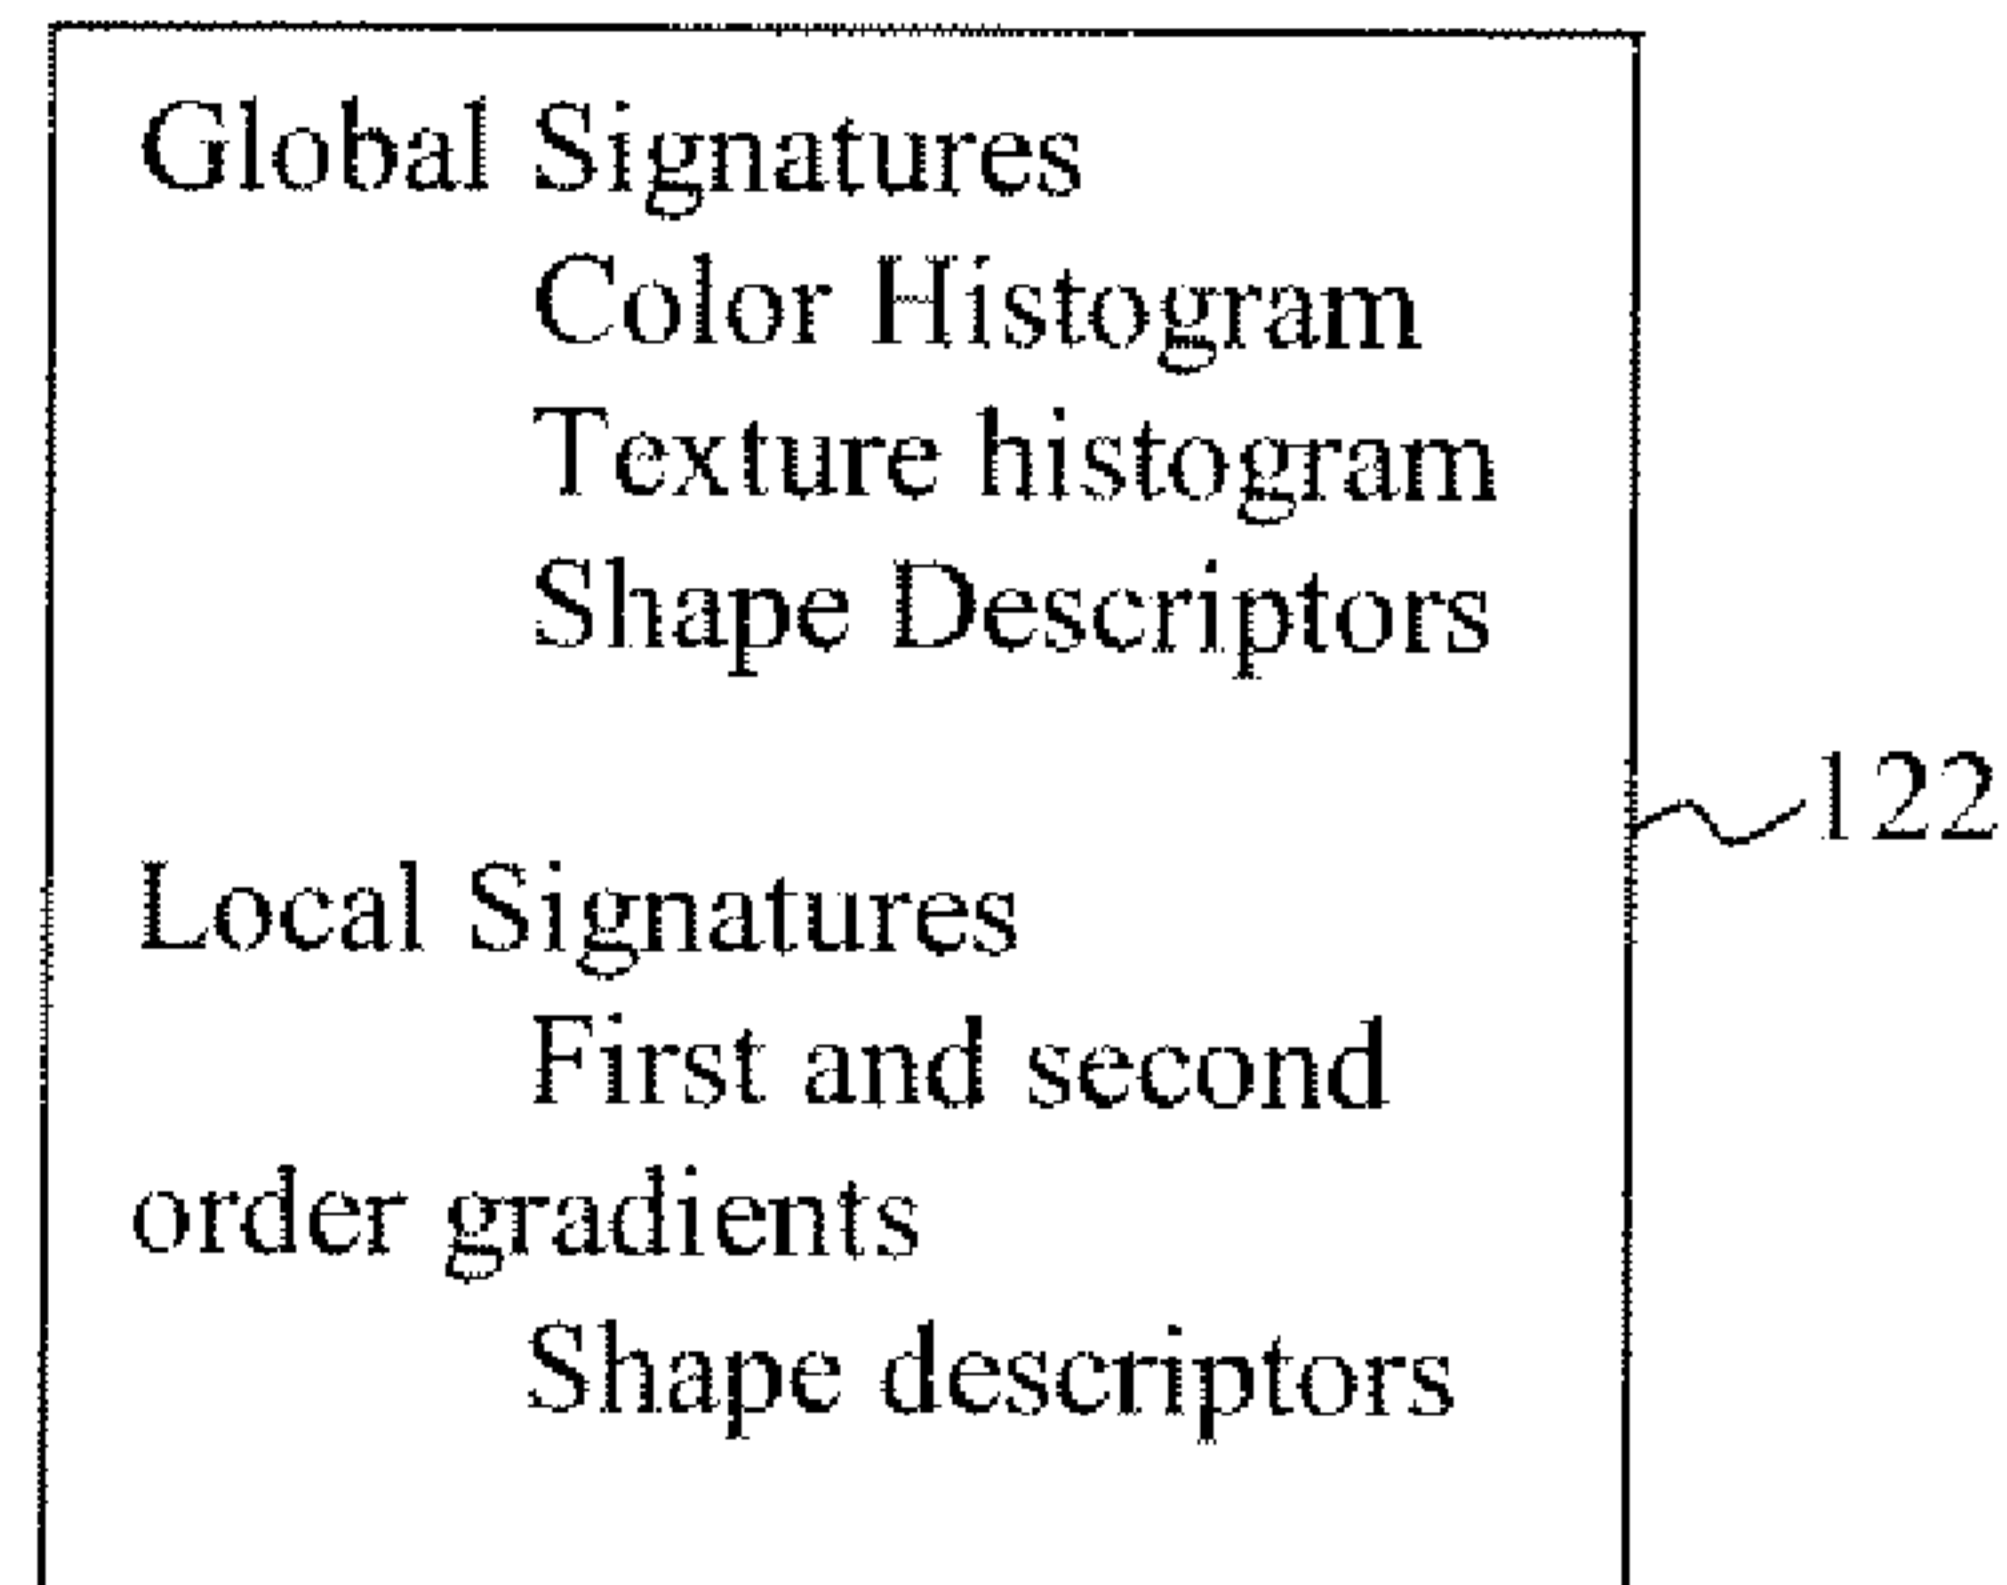 Global Signatures
Color Histogram
Texture histogram
Shape Descriptors
122
Local Signatures
First and second
order gradients
Shape descriptors